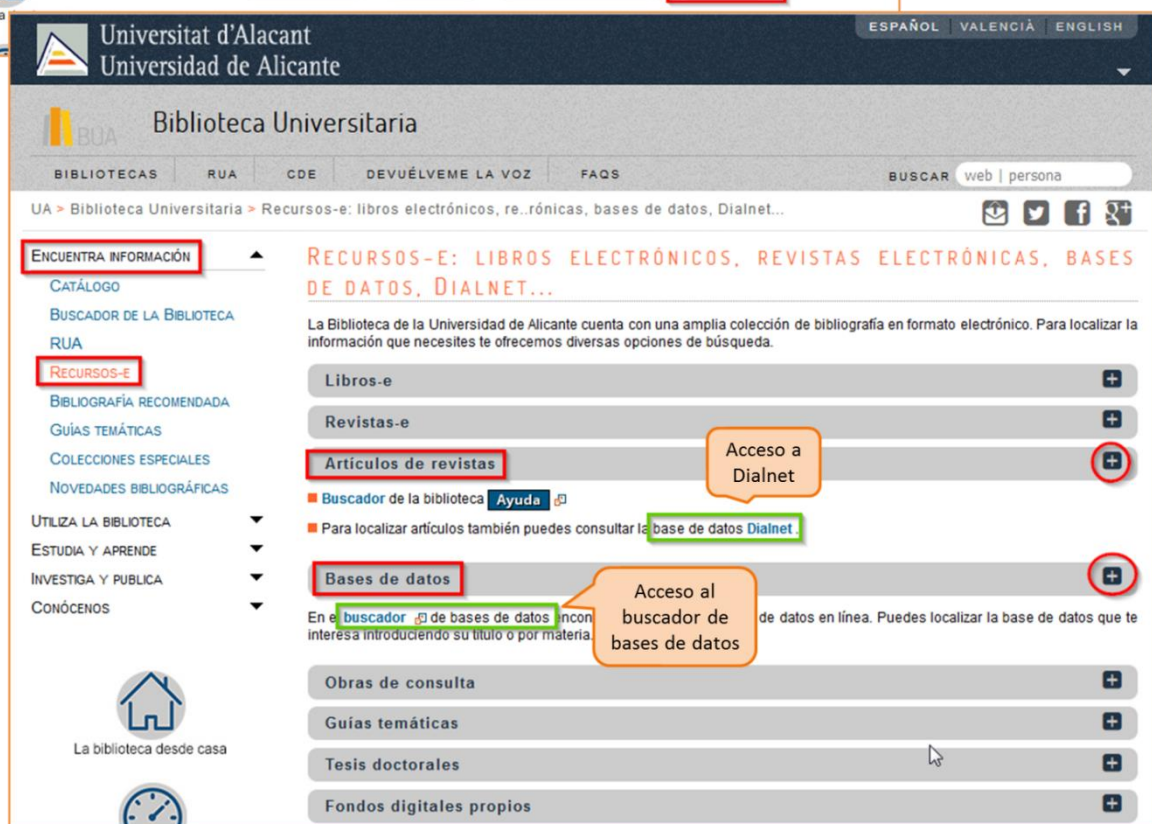 Universitat d'Alacant
Universidad de Alicante
ESPAÑOL VALENCIÀ ENGLISH
BUA Biblioteca Universitaria
BIBLIOTECAS RUA CDE DEVUÉLVEME LA VOZ FAQS BUSCAR web | persona
UA > Biblioteca Universitaria > Recursos-e: libros electrónicos, re..rónicas, bases de datos, Dialnet...
ENCUENTRA INFORMACIÓN
CATÁLOGO
BUSCADOR DE LA BIBLIOTECA
RUA
RECURSOS-E
BIBLIOGRAFÍA RECOMENDADA
GUÍAS TEMÁTICAS
COLECCIONES ESPECIALES
NOVEDADES BIBLIOGRÁFICAS
UTILIZA LA BIBLIOTECA
ESTUDIA Y APRENDE
INVESTIGA Y PUBLICA
CONÓCENOS
La biblioteca desde casa
RECURSOS-E: LIBROS ELECTRÓNICOS, REVISTAS ELECTRÓNICAS, BASES
DE DATOS, DIALNET...
La Biblioteca de la Universidad de Alicante cuenta con una amplia colección de bibliografía en formato electrónico. Para localizar la
información que necesites te ofrecemos diversas opciones de búsqueda.
Libros-e
Revistas-e
Artículos de revistas
Acceso a
Dialnet
Buscador de la biblioteca Ayuda
Para localizar artículos también puedes consultar la base de datos Dialnet.
Bases de datos
Acceso al
buscador de
bases de datos
En el buscador de bases de datos encon de datos en línea. Puedes localizar la base de datos que te
interesa introduciendo su título o por materia.
Obras de consulta
Guías temáticas
Tesis doctorales
Fondos digitales propios